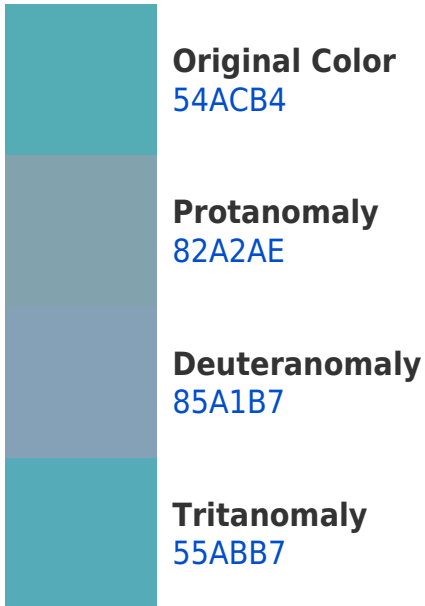 Original Color
54ACB4
Protanomaly
82A2AE
Deuteranomaly
85A1B7
Tritanomaly
55ABB7